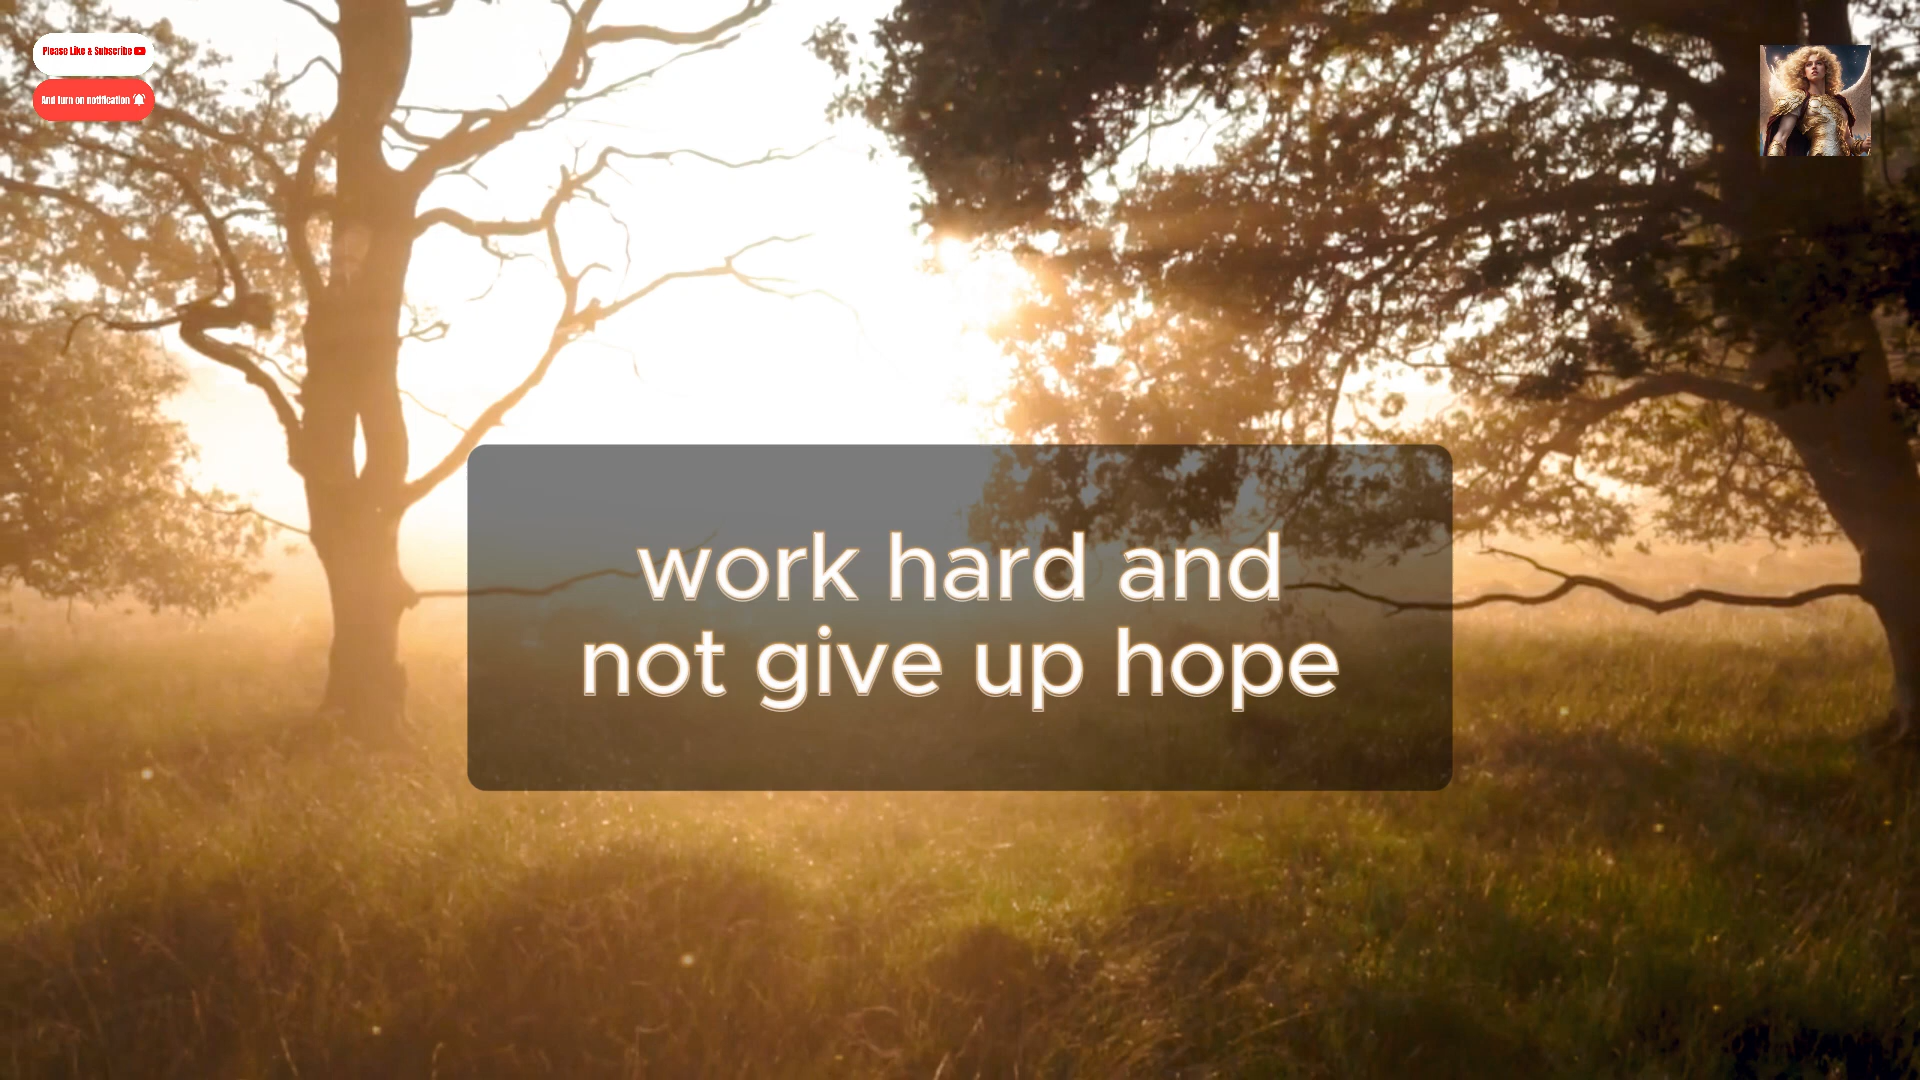 Please Like & Subscribe
And turn on notification
work hard and
not give up hope